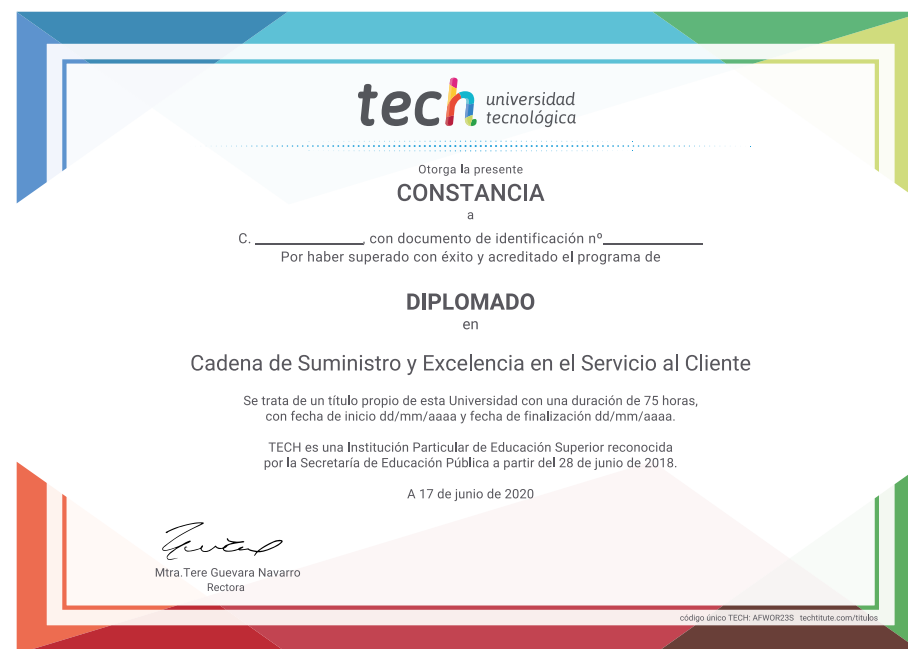 tech universidad
tecnológica
Otorga la presente
CONSTANCIA
a
C. ____________, con documento de identificación nº___________
Por haber superado con éxito y acreditado el programa de
DIPLOMADO
en
Cadena de Suministro y Excelencia en el Servicio al Cliente
Se trata de un título propio de esta Universidad con una duración de 75 horas,
con fecha de inicio dd/mm/aaaa y fecha de finalización dd/mm/aaaa.
TECH es una Institución Particular de Educación Superior reconocida
por la Secretaría de Educación Pública a partir del 28 de junio de 2018.
A 17 de junio de 2020
Mtra.Tere Guevara Navarro
Rectora
código único TECH: AFWOR23S techtitute.com/titulos